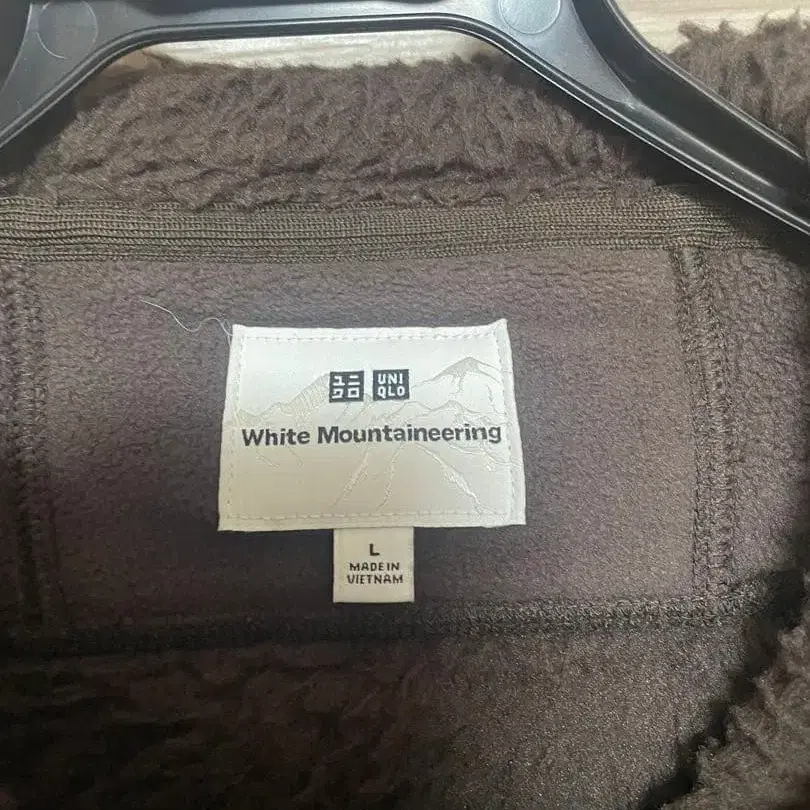 ユニ UNI
クロ QLO
White Mountaineering
L
MADE IN
VIETNAM